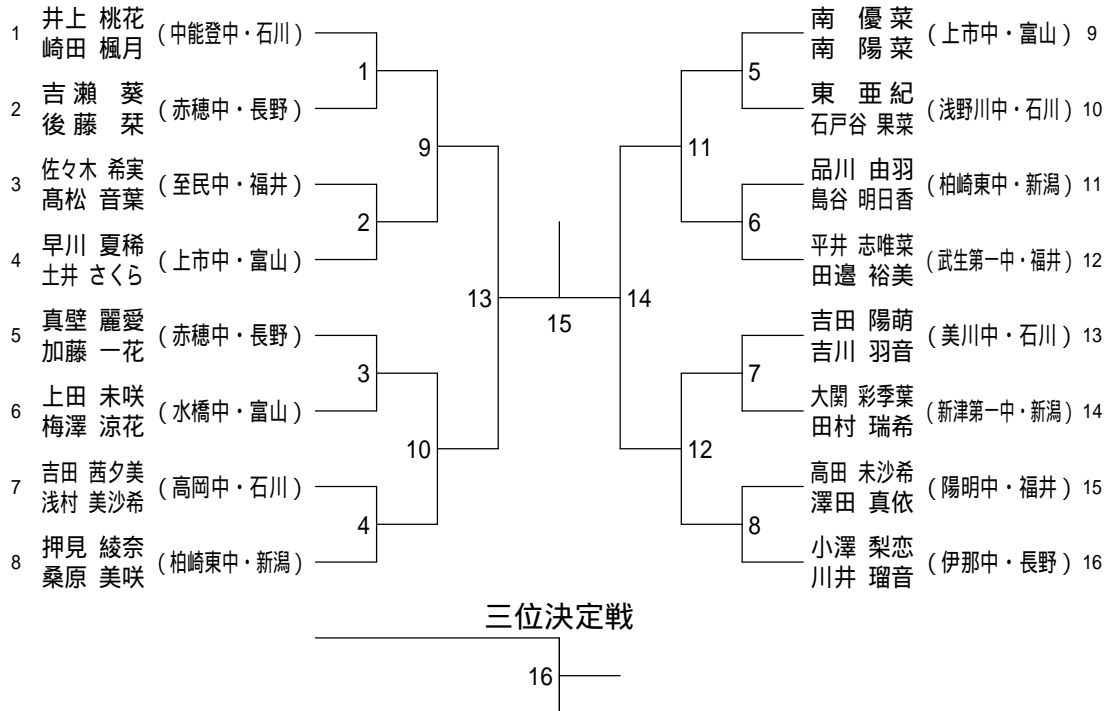 1 井上 桃花 (中能登中・石川)
崎田 楓月
2 吉瀬 葵 (赤穂中・長野)
後藤 栞
3 佐々木 希実 (至民中・福井)
髙松 音葉
4 早川 夏稀 (上市中・富山)
土井 さくら
5 真壁 麗愛 (赤穂中・長野)
加藤 一花
6 上田 未咲 (水橋中・富山)
梅澤 涼花
7 吉田 茜夕美 (高岡中・石川)
浅村 美沙希
8 押見 綾奈 (柏崎東中・新潟)
桑原 美咲
1
2
3
4
9
10
13
15
14
11
12
5
6
7
8
南 優菜 (上市中・富山) 9
南 陽菜
東 亜紀 (浅野川中・石川) 10
石戸谷 果菜
品川 由羽 (柏崎東中・新潟) 11
島谷 明日香
平井 志唯菜 (武生第一中・福井) 12
田邉 裕美
吉田 陽萌 (美川中・石川) 13
吉川 羽音
大関 彩季葉 (新津第一中・新潟) 14
田村 瑞希
高田 未沙希 (陽明中・福井) 15
澤田 真依
小澤 梨恋 (伊那中・長野) 16
川井 瑠音
三位決定戦
16